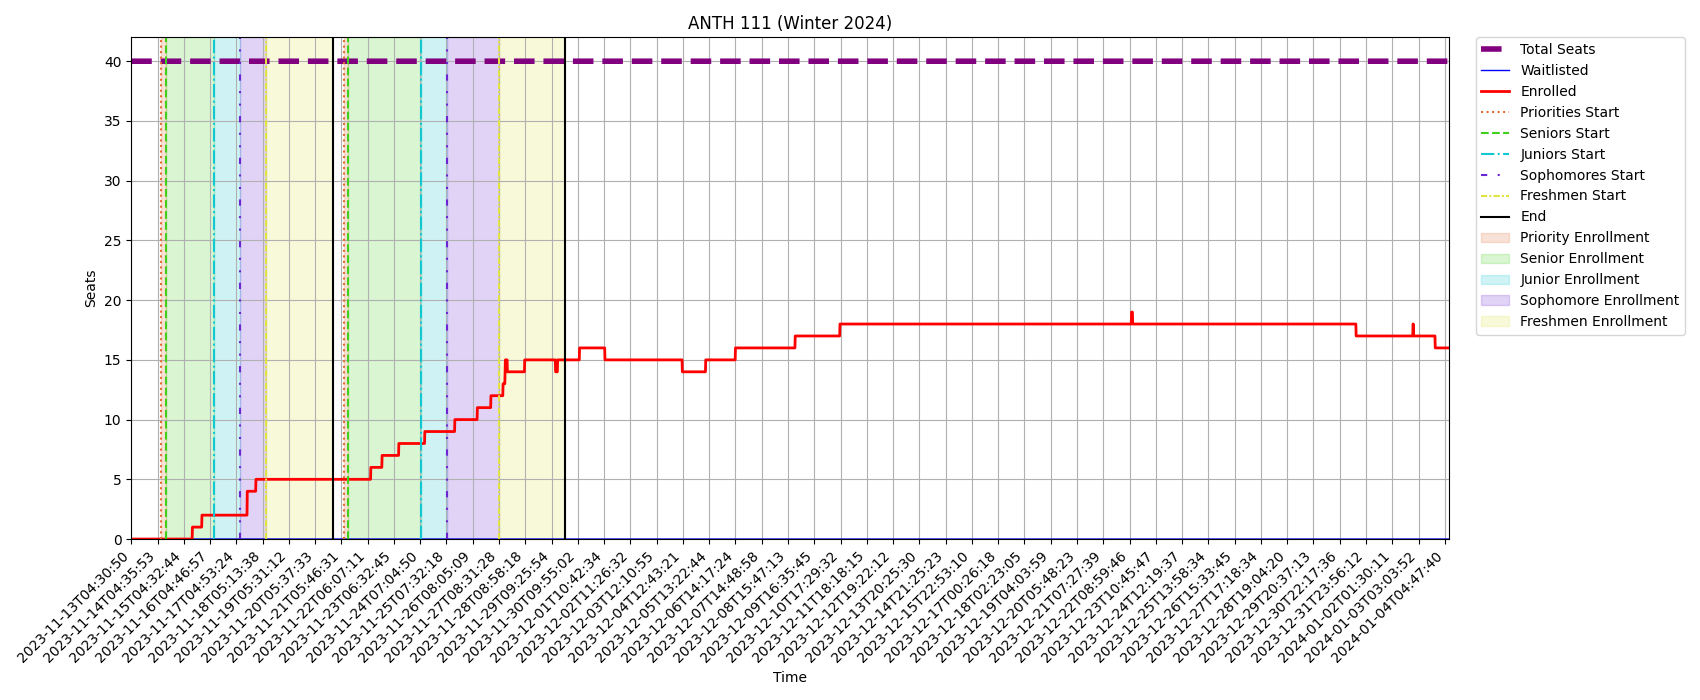 ANTH 111 (Winter 2024)
Seats
40
35
30
25
20
15
10
5
0
2023-11-13T04:30:50
2023-11-14T04:35:53
2023-11-15T04:32:44
2023-11-16T04:46:57
2023-11-17T04:53:24
2023-11-18T05:13:38
2023-11-19T05:31:12
2023-11-20T05:37:33
2023-11-21T05:46:31
2023-11-22T06:07:11
2023-11-23T06:32:45
2023-11-24T07:04:50
2023-11-25T07:32:18
2023-11-26T08:05:09
2023-11-27T08:31:28
2023-11-28T08:58:18
2023-11-29T09:25:54
2023-11-30T09:55:02
2023-12-01T10:42:34
2023-12-02T11:26:32
2023-12-03T12:10:55
2023-12-04T12:43:21
2023-12-05T13:22:44
2023-12-06T14:17:24
2023-12-07T14:48:58
2023-12-08T15:47:13
2023-12-09T16:35:45
2023-12-10T17:29:32
2023-12-11T18:18:15
2023-12-12T19:22:12
2023-12-13T20:25:30
2023-12-14T21:25:23
2023-12-15T22:53:10
2023-12-17T00:26:18
2023-12-18T02:23:05
2023-12-19T04:03:59
2023-12-20T05:48:23
2023-12-21T07:27:39
2023-12-22T08:59:46
2023-12-23T10:45:47
2023-12-24T12:19:37
2023-12-25T13:58:34
2023-12-26T15:33:45
2023-12-27T17:18:34
2023-12-28T19:04:20
2023-12-29T20:37:13
2023-12-30T22:17:36
2023-12-31T23:56:12
2024-01-02T01:30:11
2024-01-03T03:03:52
2024-01-04T04:47:40
Time
Total Seats
Waitlisted
Enrolled
Priorities Start
Seniors Start
Juniors Start
Sophomores Start
Freshmen Start
End
Priority Enrollment
Senior Enrollment
Junior Enrollment
Sophomore Enrollment
Freshmen Enrollment